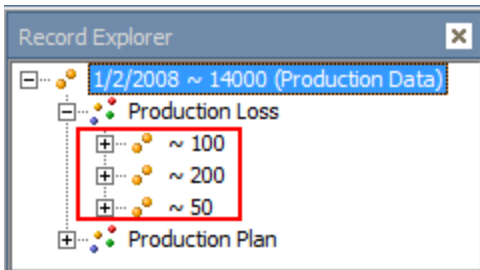 Record Explorer
1/2/2008 ~ 14000 (Production Data)
Production Loss
~ 100
~ 200
~ 50
Production Plan